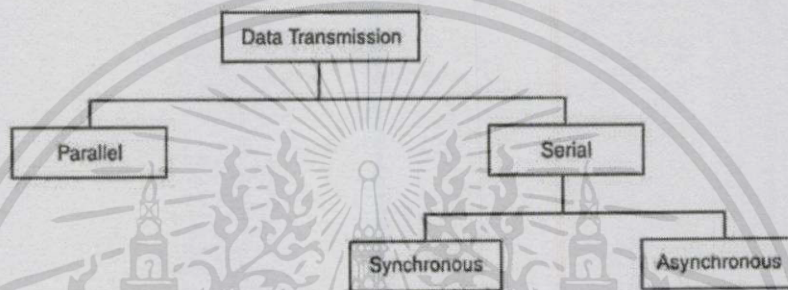 Data Transmission
Parallel
Serial
Synchronous
Asynchronous